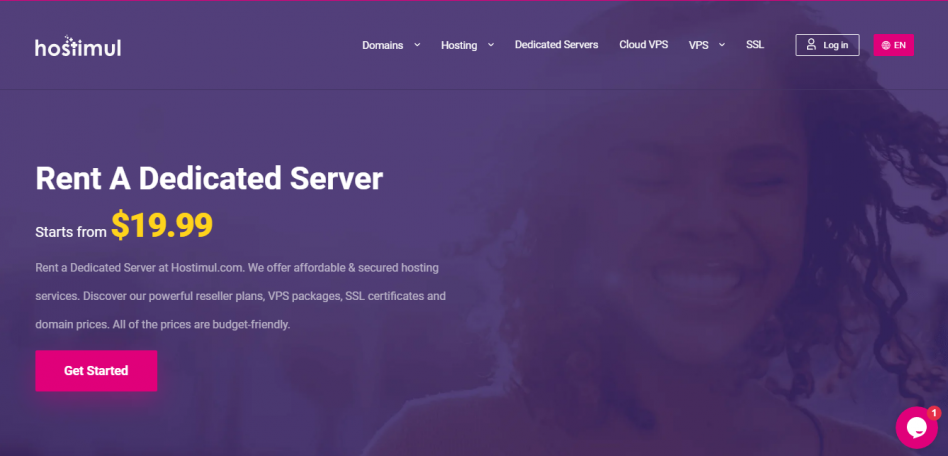 hostimul
Domains
Hosting
Dedicated Servers
Cloud VPS
VPS
SSL
Log in
EN
Rent A Dedicated Server
Starts from $19.99
Rent a Dedicated Server at Hostimul.com. We offer affordable & secured hosting
services. Discover our powerful reseller plans, VPS packages, SSL certificates and
domain prices. All of the prices are budget-friendly.
Get Started
1